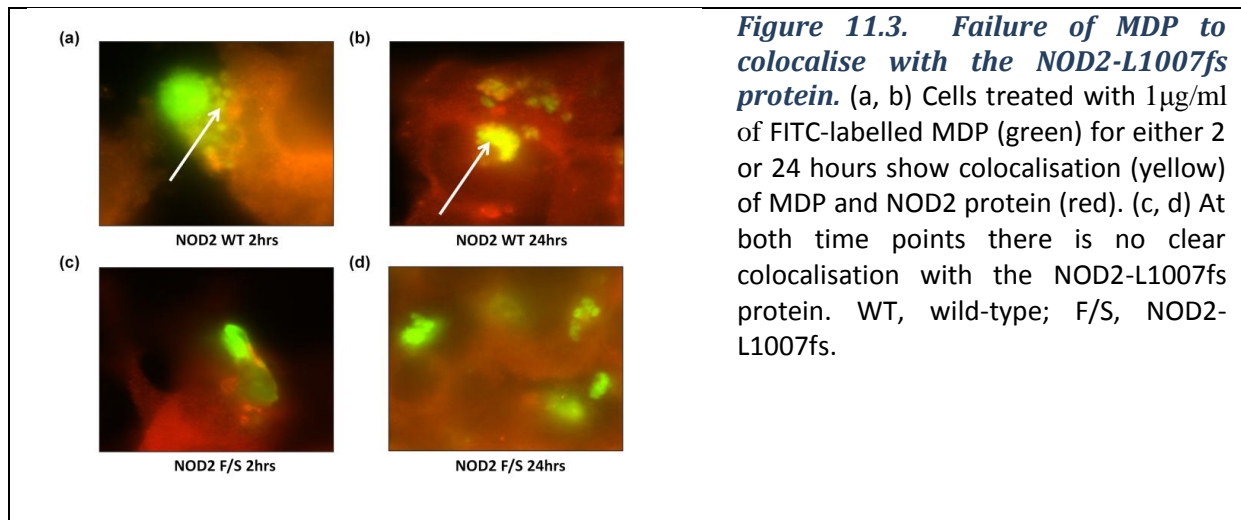 (a)
(b)
NOD2 WT 2hrs
NOD2 WT 24hrs
(c)
(d)
NOD2 F/S 2hrs
NOD2 F/S 24hrs
Figure 11.3. Failure of MDP to
colocalise with the NOD2-L1007fs
protein. (a, b) Cells treated with 1µg/ml
of FITC-labelled MDP (green) for either 2
or 24 hours show colocalisation (yellow)
of MDP and NOD2 protein (red). (c, d) At
both time points there is no clear
colocalisation with the NOD2-L1007fs
protein. WT, wild-type; F/S, NOD2-
L1007fs.